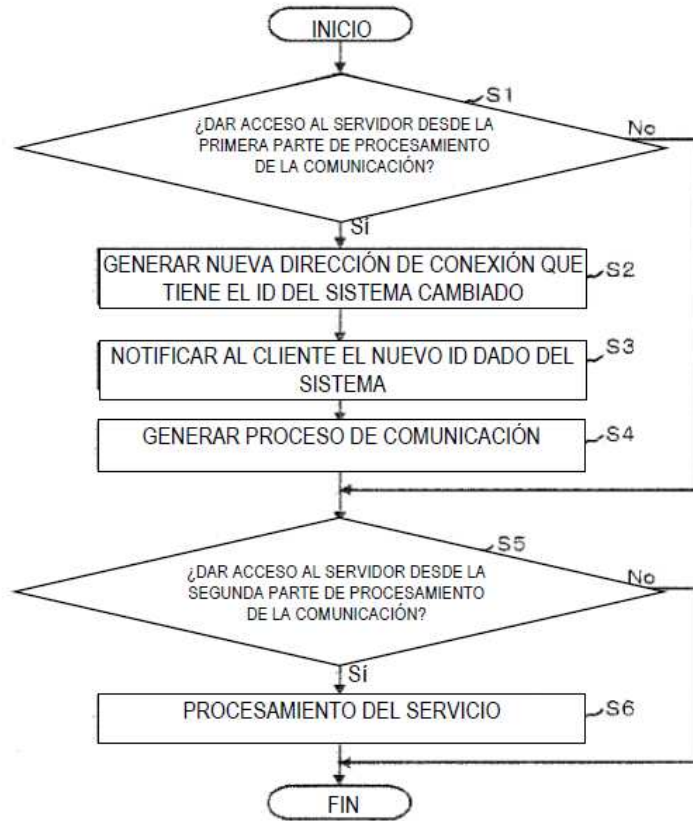 INICIO
S1
¿DAR ACCESO AL SERVIDOR DESDE LA
PRIMERA PARTE DE PROCESAMIENTO
DE LA COMUNICACIÓN?
No
Sí
GENERAR NUEVA DIRECCIÓN DE CONEXIÓN QUE
TIENE EL ID DEL SISTEMA CAMBIADO
S2
NOTIFICAR AL CLIENTE EL NUEVO ID DADO DEL
SISTEMA
S3
GENERAR PROCESO DE COMUNICACIÓN
S4
S5
¿DAR ACCESO AL SERVIDOR DESDE LA
SEGUNDA PARTE DE PROCESAMIENTO
DE LA COMUNICACIÓN?
No
Sí
PROCESAMIENTO DEL SERVICIO
S6
FIN